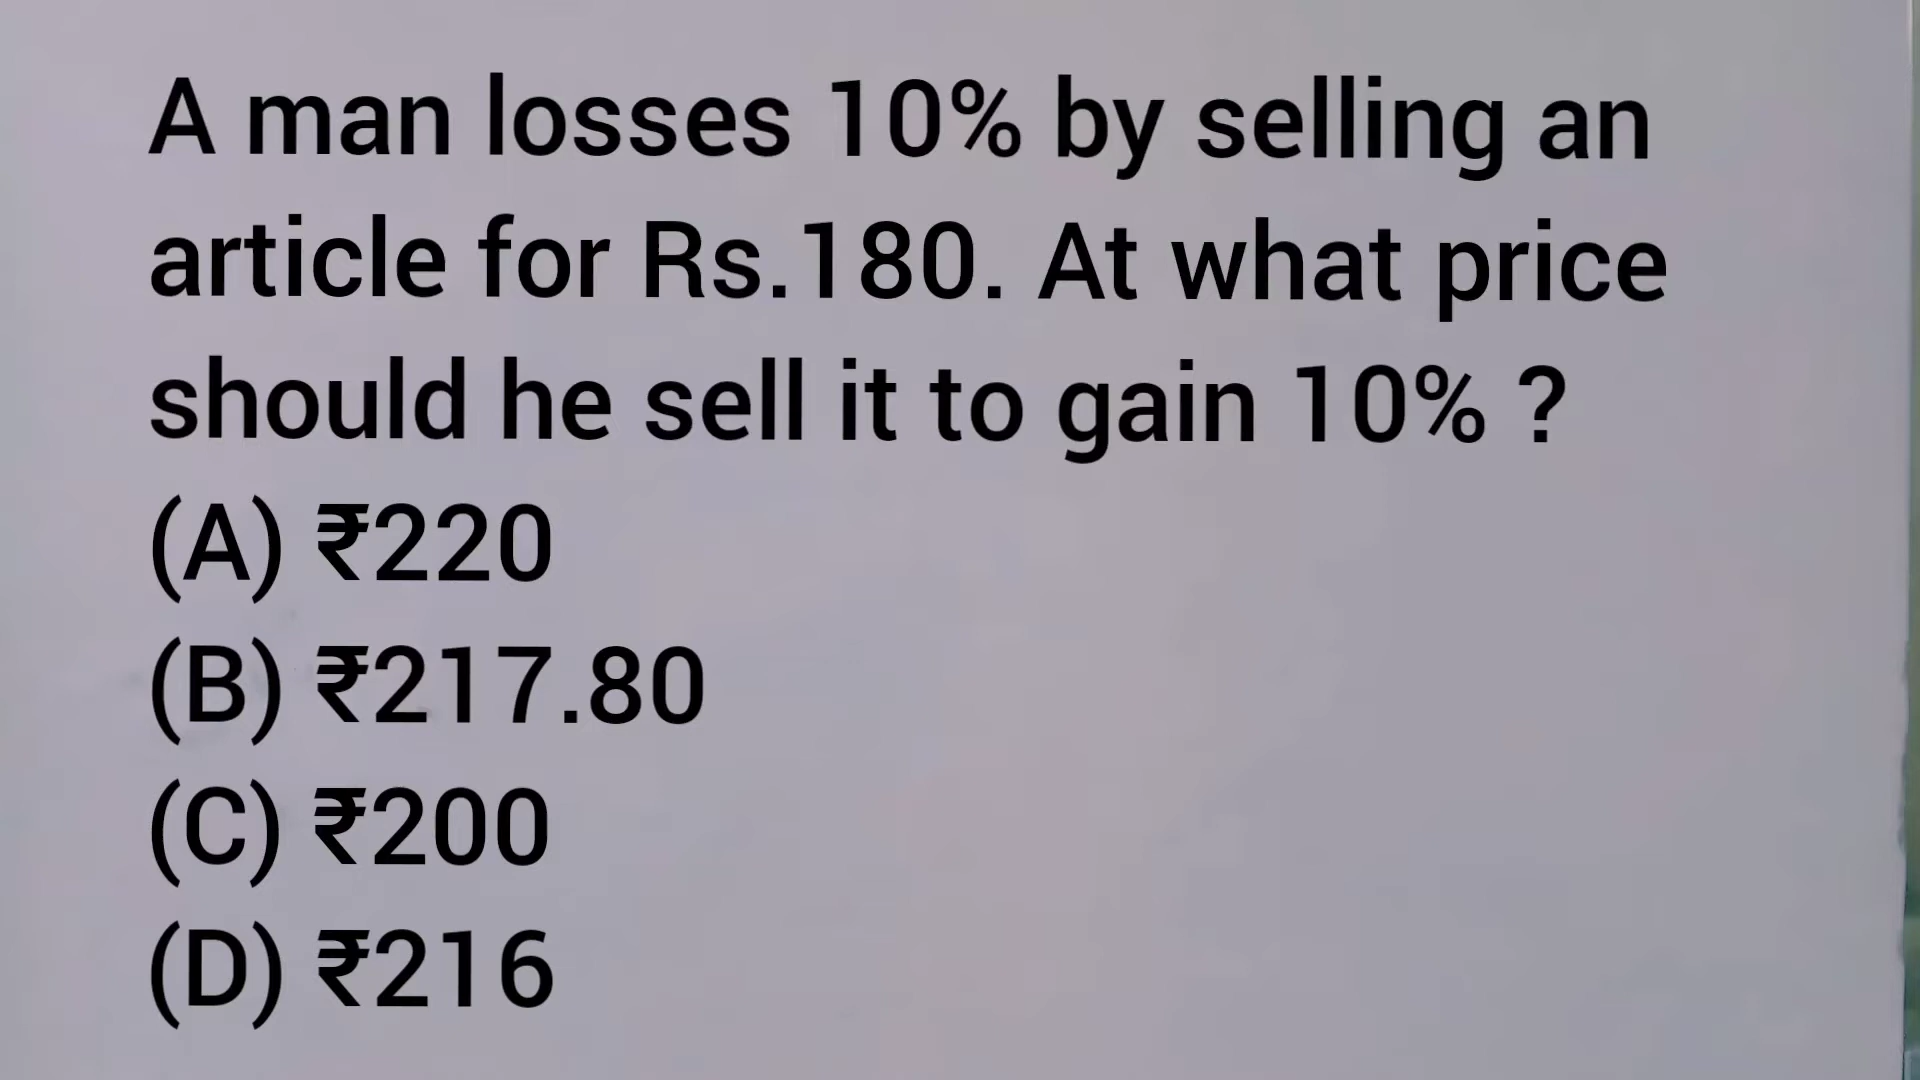 A man losses 10% by selling an
article for Rs.180. At what price
should he sell it to gain 10% ?
(A) ₹220
(B) ₹217.80
(C) ₹200
(D) ₹216